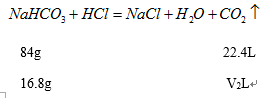 NaHCO₃ + HCl = NaCl + H₂O + CO₂ ↑
84g 22.4L
16.8g V₂L↵